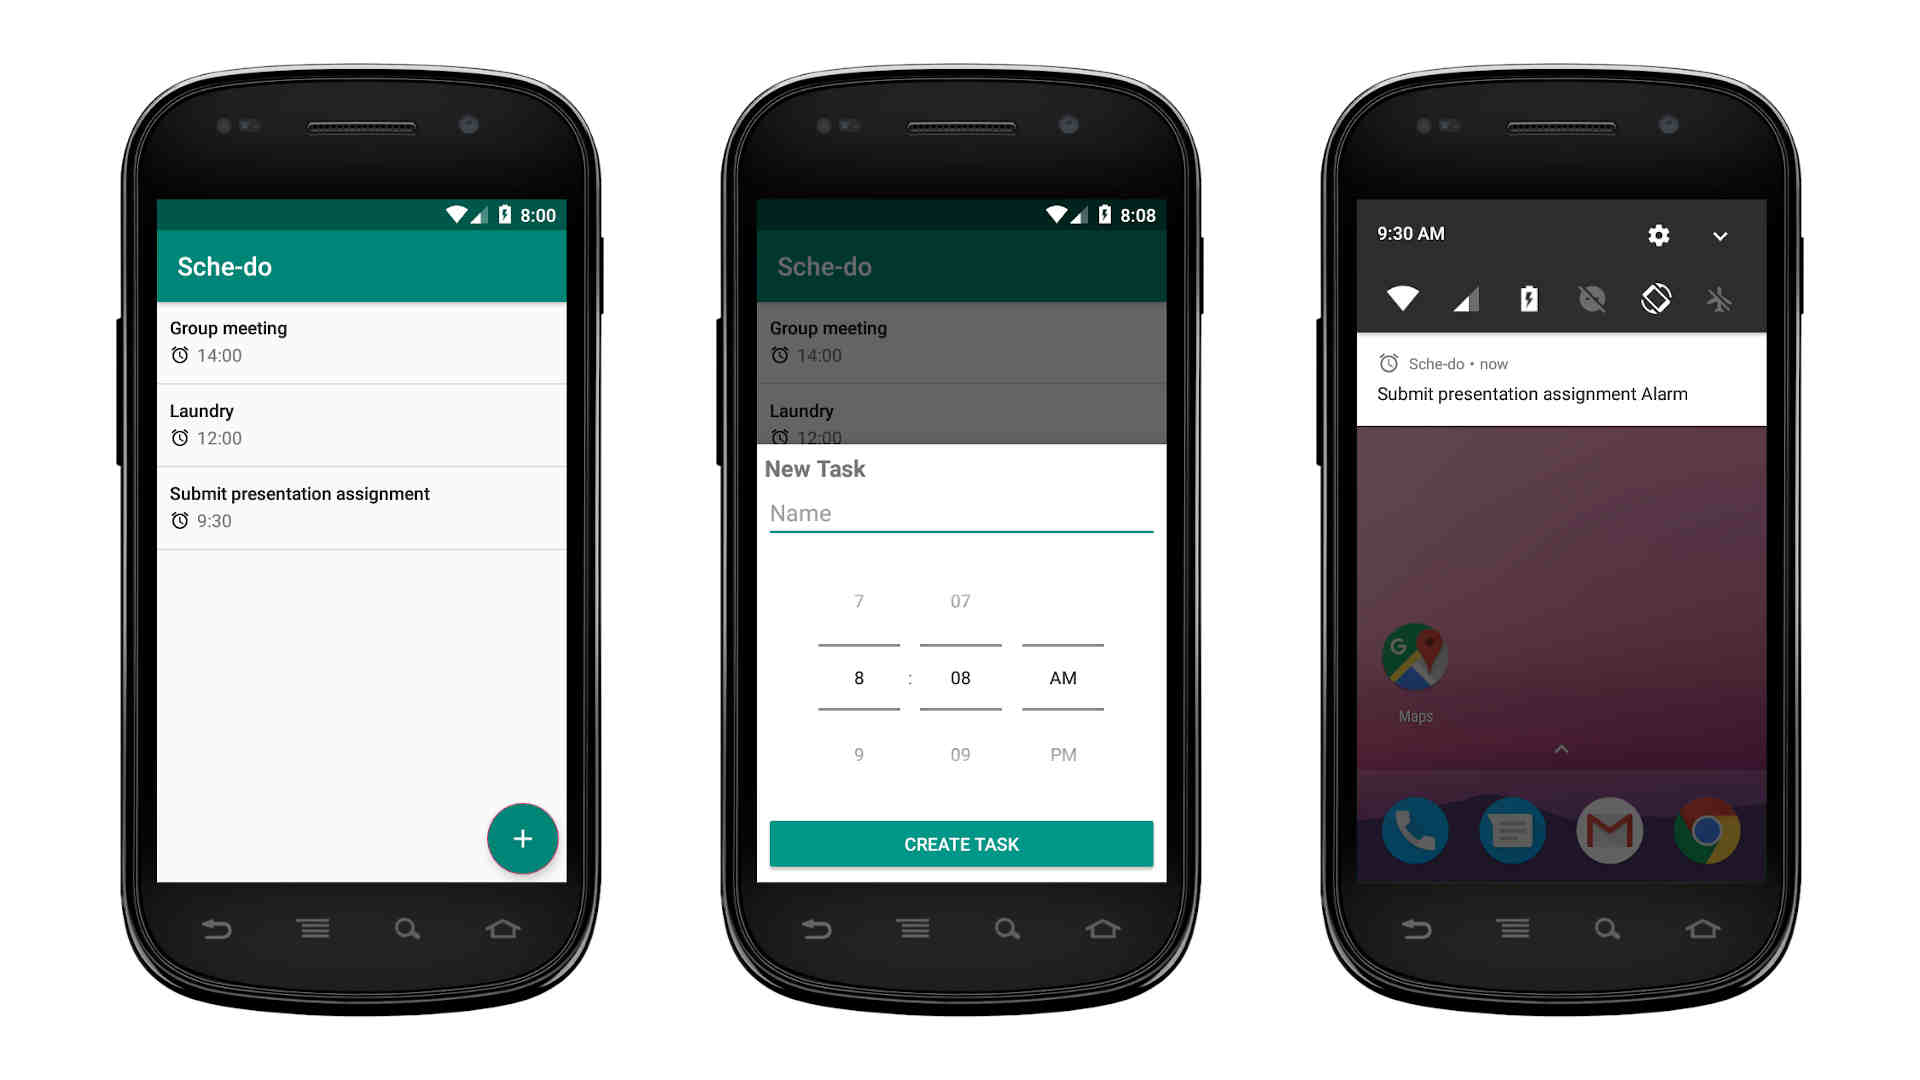 8:00
Sche-do
Group meeting
14:00
Laundry
12:00
Submit presentation assignment
9:30
+
8:08
Sche-do
Group meeting
14:00
Laundry
12:00
New Task
Name
7 07
8 : 08 AM
9 09 PM
CREATE TASK
9:30 AM
Sche-do • now
Submit presentation assignment Alarm
G
Maps